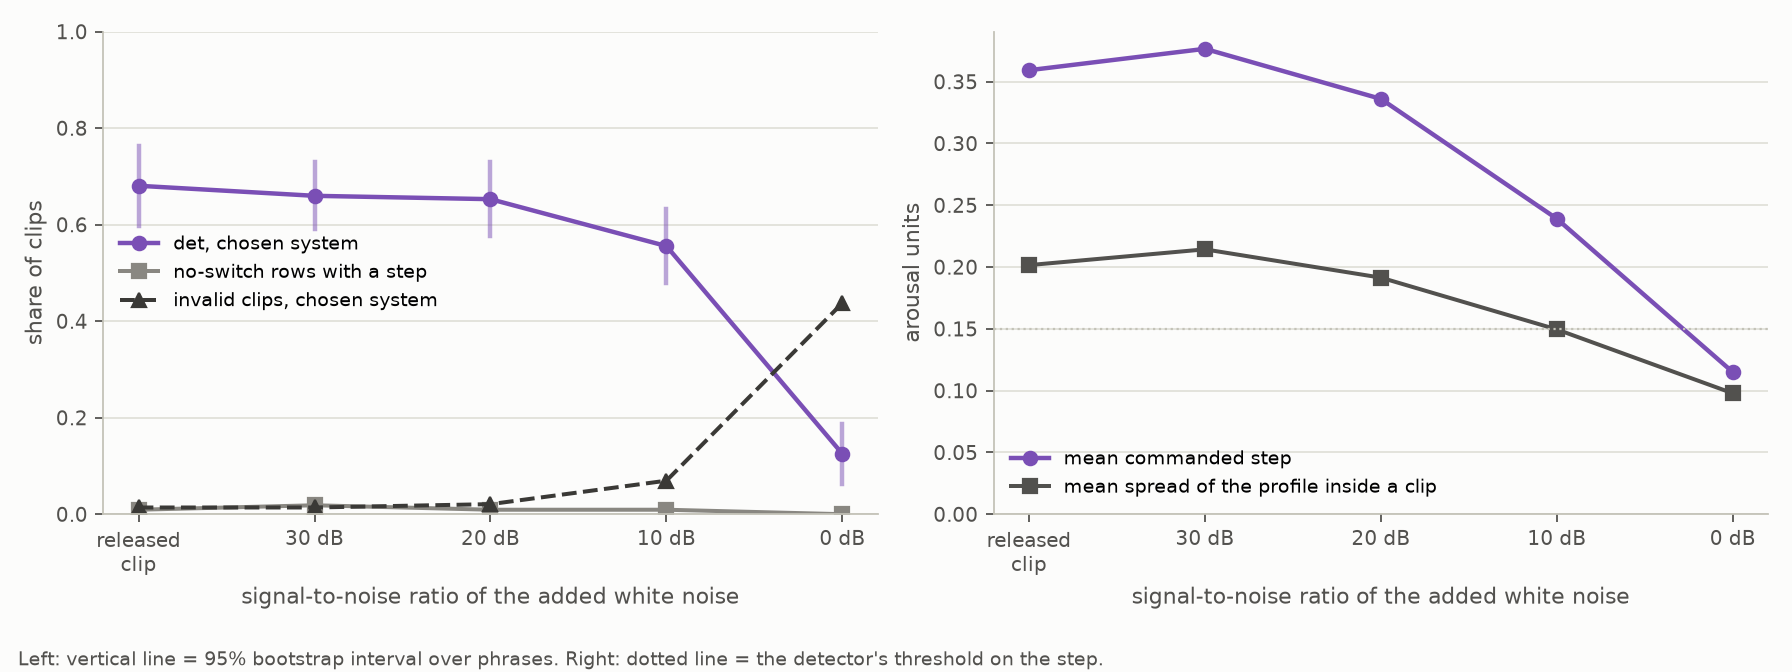 1.0
0.8
0.6
0.4
0.2
0.0
share of clips
det, chosen system
no-switch rows with a step
invalid clips, chosen system
released
clip
30 dB
20 dB
10 dB
0 dB
signal-to-noise ratio of the added white noise
0.35
0.30
0.25
0.20
0.15
0.10
0.05
0.00
arousal units
mean commanded step
mean spread of the profile inside a clip
released
clip
30 dB
20 dB
10 dB
0 dB
signal-to-noise ratio of the added white noise
Left: vertical line = 95% bootstrap interval over phrases. Right: dotted line = the detector's threshold on the step.